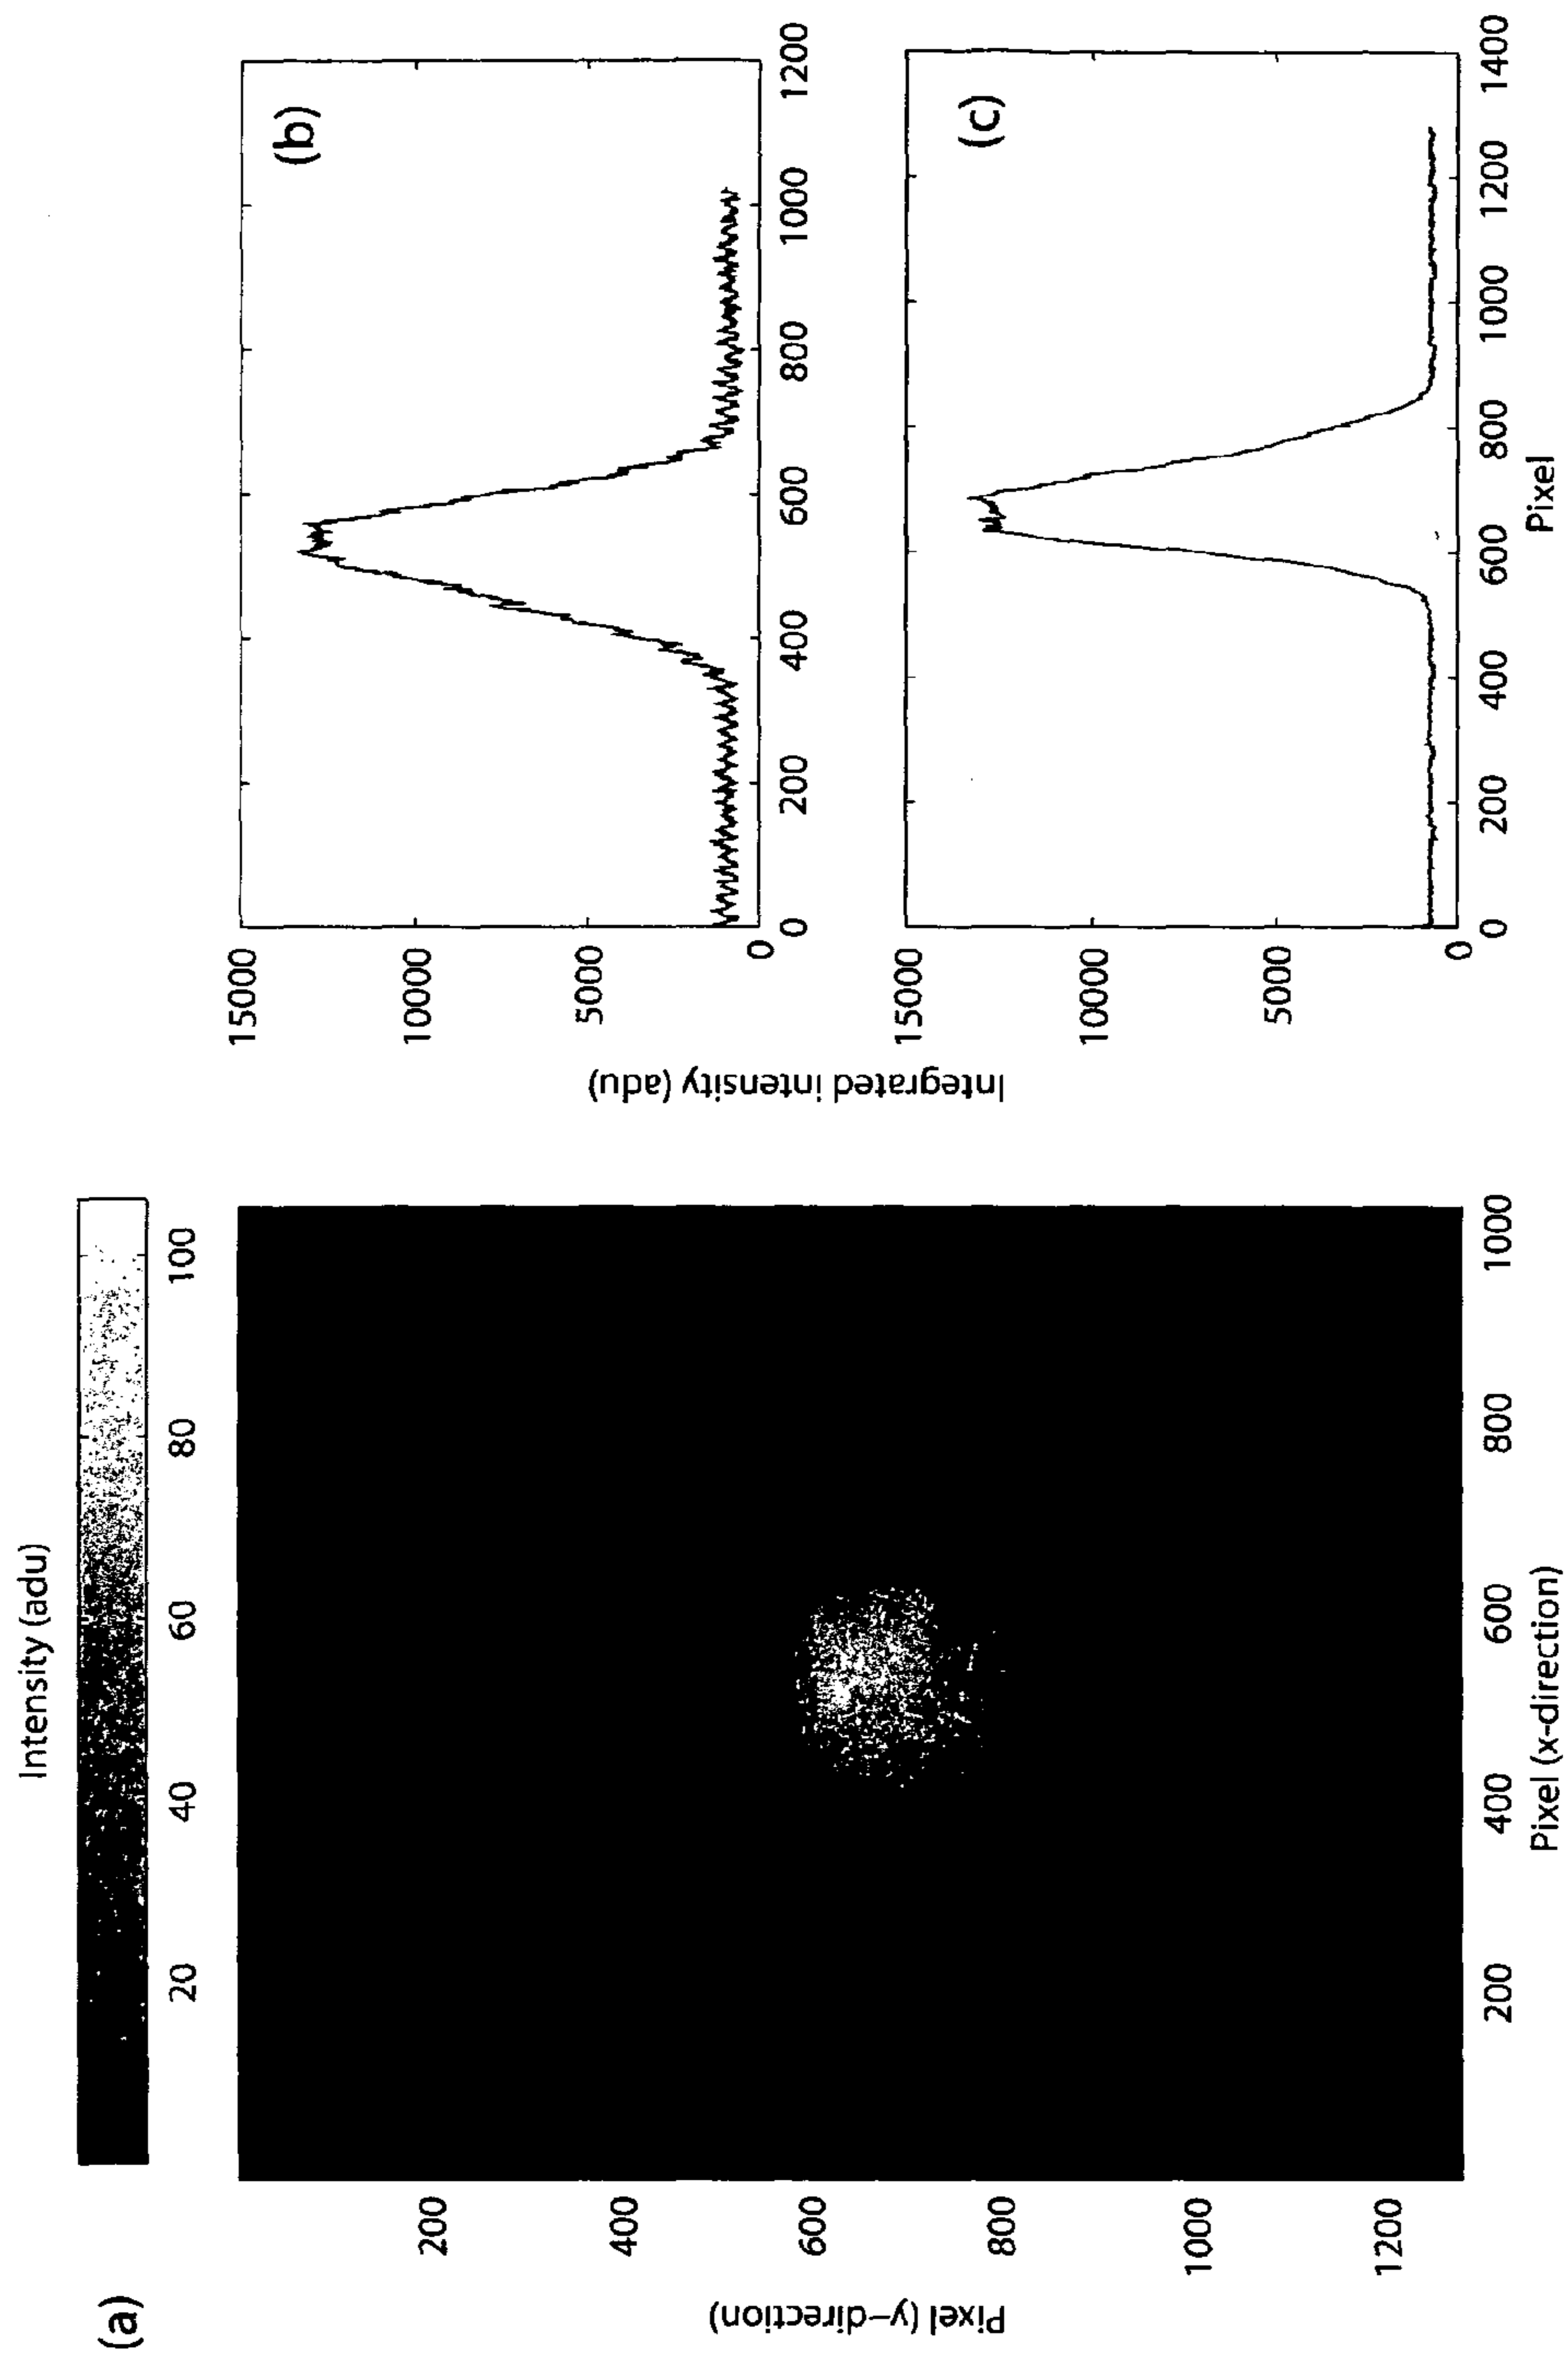 (a)
Intensity (adu)
20 40 60 80 100
200
400
600
800
1000
1200
Pixel (y–direction)
200 400 600 800 1000
Pixel (x-direction)
(b)
15000
10000
5000
0
0 200 400 600 800 1000 1200
Integrated intensity (adu)
(c)
15000
10000
5000
0
0 200 400 600 800 1000 1200 1400
Pixel